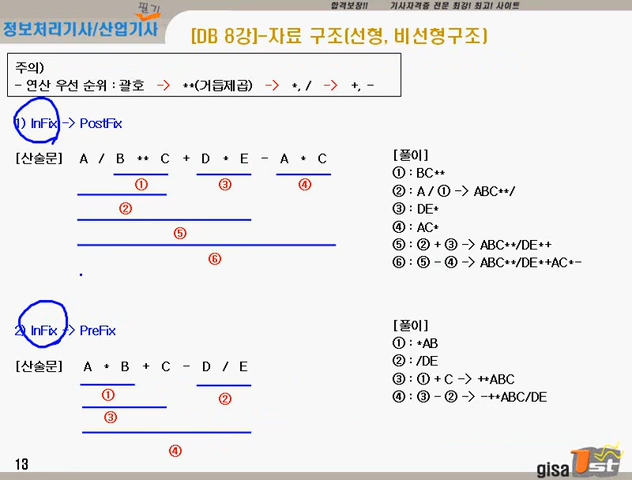 합격보장!! 기사자격증 전문 최강! 최고! 사이트
필기
정보처리기사/산업기사
[DB 8강]-자료 구조(선형, 비선형구조)
주의)
- 연산 우선 순위 : 괄호 -> **(거듭제곱) -> *, / -> +, -
1) InFix -> PostFix
[산술문] A / B ** C + D * E - A * C
① ③ ④
②
⑤
⑥
[풀이]
① : BC**
② : A / ① -> ABC**/
③ : DE*
④ : AC*
⑤ : ② + ③ -> ABC**/DE*+
⑥ : ⑤ - ④ -> ABC**/DE*+AC*-
2) InFix -> PreFix
[산술문] A * B + C - D / E
① ②
③
④
[풀이]
① : *AB
② : /DE
③ : ① + C -> +*ABC
④ : ③ - ② -> -+*ABC/DE
13
gisa 1st